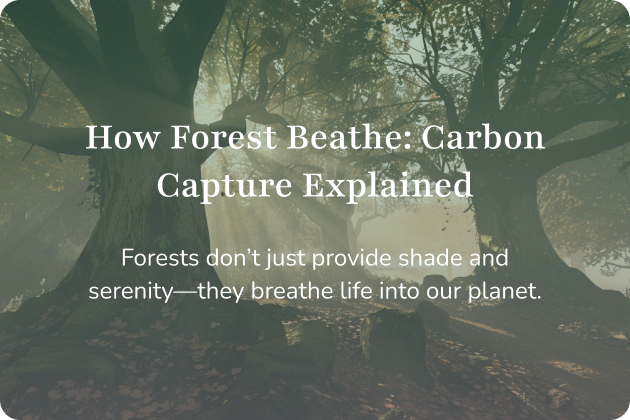 How Forest Beathe: Carbon
Capture Explained
Forests don’t just provide shade and
serenity—they breathe life into our planet.